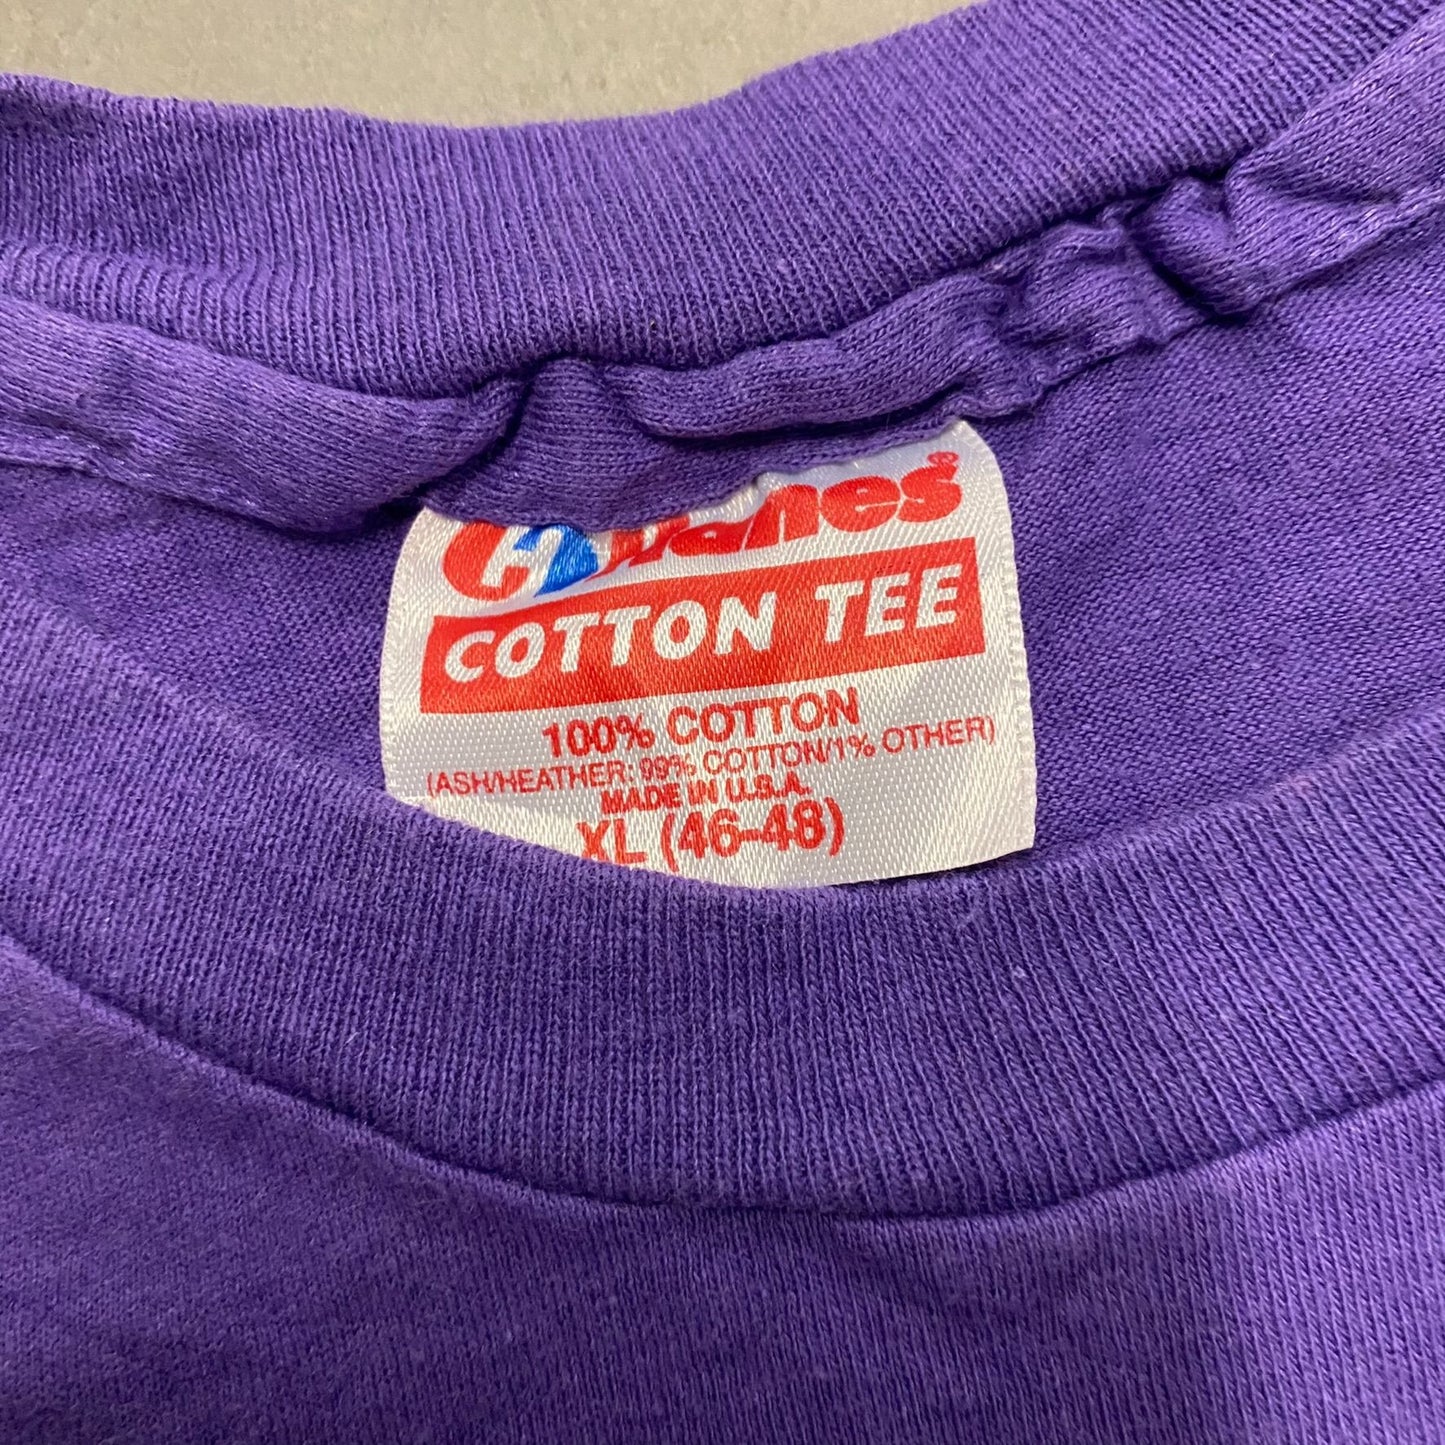 H Hanes®
COTTON TEE
100% COTTON
(ASH/HEATHER: 99% COTTON/1% OTHER)
MADE IN U.S.A.
XL (46-48)